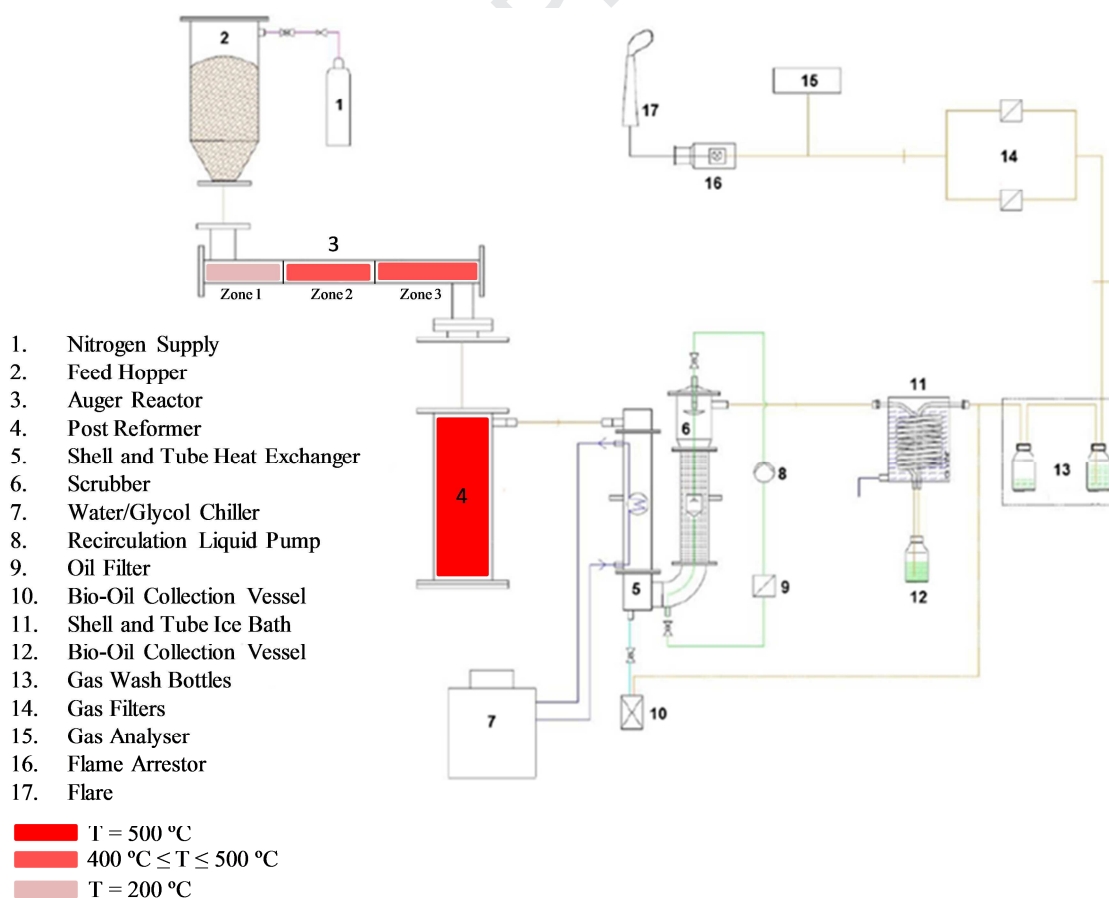 2
1
15
17
14
16
3
Zone 1 Zone 2 Zone 3
1. Nitrogen Supply
2. Feed Hopper
3. Auger Reactor
4. Post Reformer
5. Shell and Tube Heat Exchanger
6. Scrubber
7. Water/Glycol Chiller
8. Recirculation Liquid Pump
9. Oil Filter
10. Bio-Oil Collection Vessel
11. Shell and Tube Ice Bath
12. Bio-Oil Collection Vessel
13. Gas Wash Bottles
14. Gas Filters
15. Gas Analyser
16. Flame Arrestor
17. Flare
11
6
8
13
4
5
9
12
7
10
T = 500 ºC
400 ºC ≤ T ≤ 500 ºC
T = 200 ºC